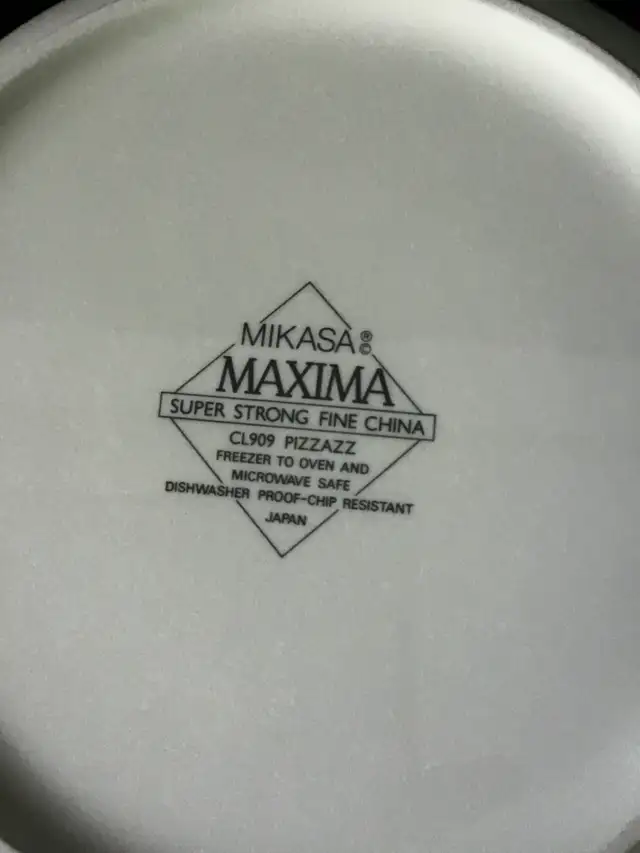 MIKASA®©
MAXIMA
SUPER STRONG FINE CHINA
CL909 PIZZAZZ
FREEZER TO OVEN AND
MICROWAVE SAFE
DISHWASHER PROOF-CHIP RESISTANT
JAPAN